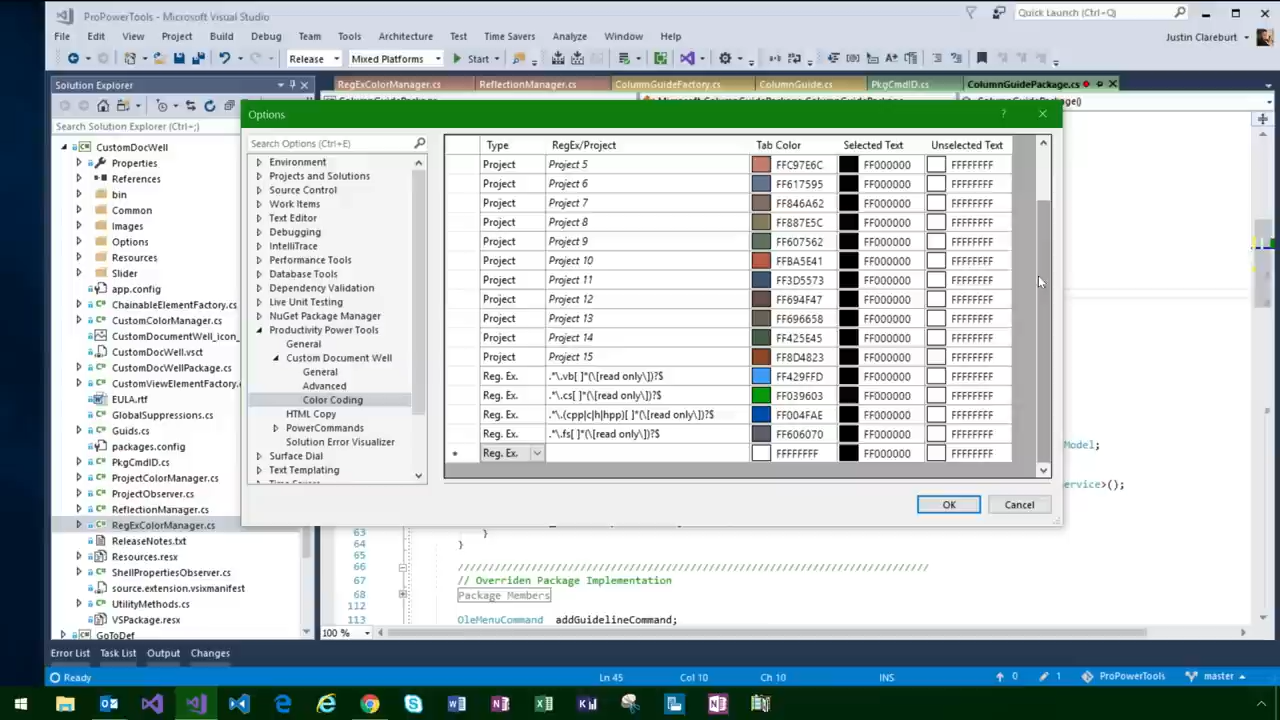 ProPowerTools - Microsoft Visual Studio
Quick Launch (Ctrl+Q)
File Edit View Project Build Debug Team Tools Architecture Test Time Savers Analyze Window Help
Justin Clareburt
Release Mixed Platforms Start
Solution Explorer
RegExColorManager.cs ReflectionManager.cs ColumnGuideFactory.cs ColumnGuide.cs PkgCmdID.cs ColumnGuidePackage.cs
Search Solution Explorer (Ctrl+;)
CustomDocWell
Properties
References
bin
Common
Images
Options
Resources
Slider
app.config
ChainableElementFactory.cs
CustomColorManager.cs
CustomDocumentWell_icon_
CustomDocWell.vsct
CustomDocWellPackage.cs
CustomViewElementFactory.
EULA.rtf
GlobalSuppressions.cs
Guids.cs
packages.config
PkgCmdID.cs
ProjectColorManager.cs
ProjectObserver.cs
ReflectionManager.cs
RegExColorManager.cs
ReleaseNotes.txt
Resources.resx
ShellPropertiesObserver.cs
source.extension.vsixmanifest
UtilityMethods.cs
VSPackage.resx
GoToDef
Options
Search Options (Ctrl+E)
Environment
Projects and Solutions
Source Control
Work Items
Text Editor
Debugging
IntelliTrace
Performance Tools
Database Tools
Dependency Validation
Live Unit Testing
NuGet Package Manager
Productivity Power Tools
General
Custom Document Well
General
Advanced
Color Coding
HTML Copy
PowerCommands
Solution Error Visualizer
Surface Dial
Text Templating
Type RegEx/Project Tab Color Selected Text Unselected Text
Project Project 5 FFC97E6C FF000000 FFFFFFFF
Project Project 6 FF617595 FF000000 FFFFFFFF
Project Project 7 FF846A62 FF000000 FFFFFFFF
Project Project 8 FF887E5C FF000000 FFFFFFFF
Project Project 9 FF607562 FF000000 FFFFFFFF
Project Project 10 FFBA5E41 FF000000 FFFFFFFF
Project Project 11 FF3D5573 FF000000 FFFFFFFF
Project Project 12 FF694F47 FF000000 FFFFFFFF
Project Project 13 FF696658 FF000000 FFFFFFFF
Project Project 14 FF425E45 FF000000 FFFFFFFF
Project Project 15 FF8D4823 FF000000 FFFFFFFF
Reg. Ex. .*\.vb[ ]*(\[read only\])?$ FF429FFD FF000000 FFFFFFFF
Reg. Ex. .*\.cs[ ]*(\[read only\])?$ FF039603 FF000000 FFFFFFFF
Reg. Ex. .*\.(cpp|c|h|hpp)[ ]*(\[read only\])?$ FF004FAE FF000000 FFFFFFFF
Reg. Ex. .*\.fs[ ]*(\[read only\])?$ FF606070 FF000000 FFFFFFFF
* Reg. Ex. FFFFFFFF FF000000 FFFFFFFF
OK Cancel
Model;
ervice>();
63 }
64 }
65
66 //////////////////////////////////////////////////////////////////////////////
67 // Overriden Package Implementation
68 Package Members
112
113 OleMenuCommand addGuidelineCommand;
100 %
Error List Task List Output Changes
Ready Ln 45 Col 10 Ch 10 INS 0 1 ProPowerTools master